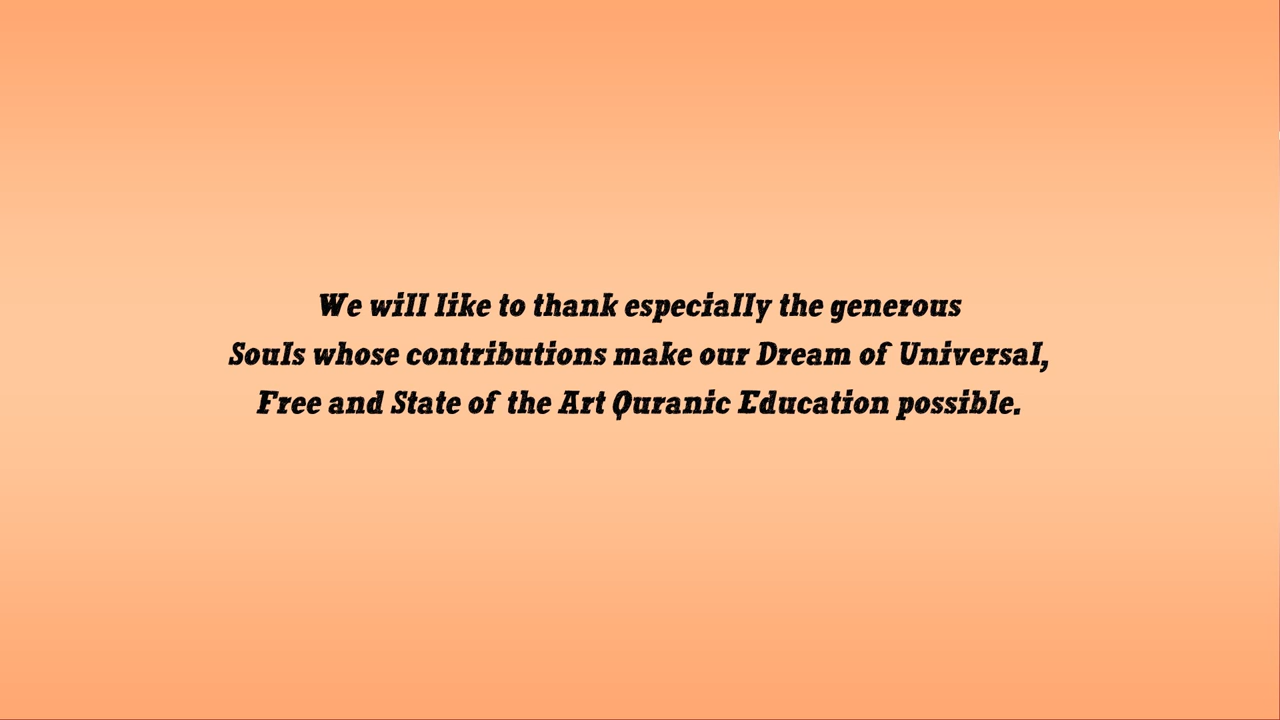 We will like to thank especially the generous
Souls whose contributions make our Dream of Universal,
Free and State of the Art Quranic Education possible.